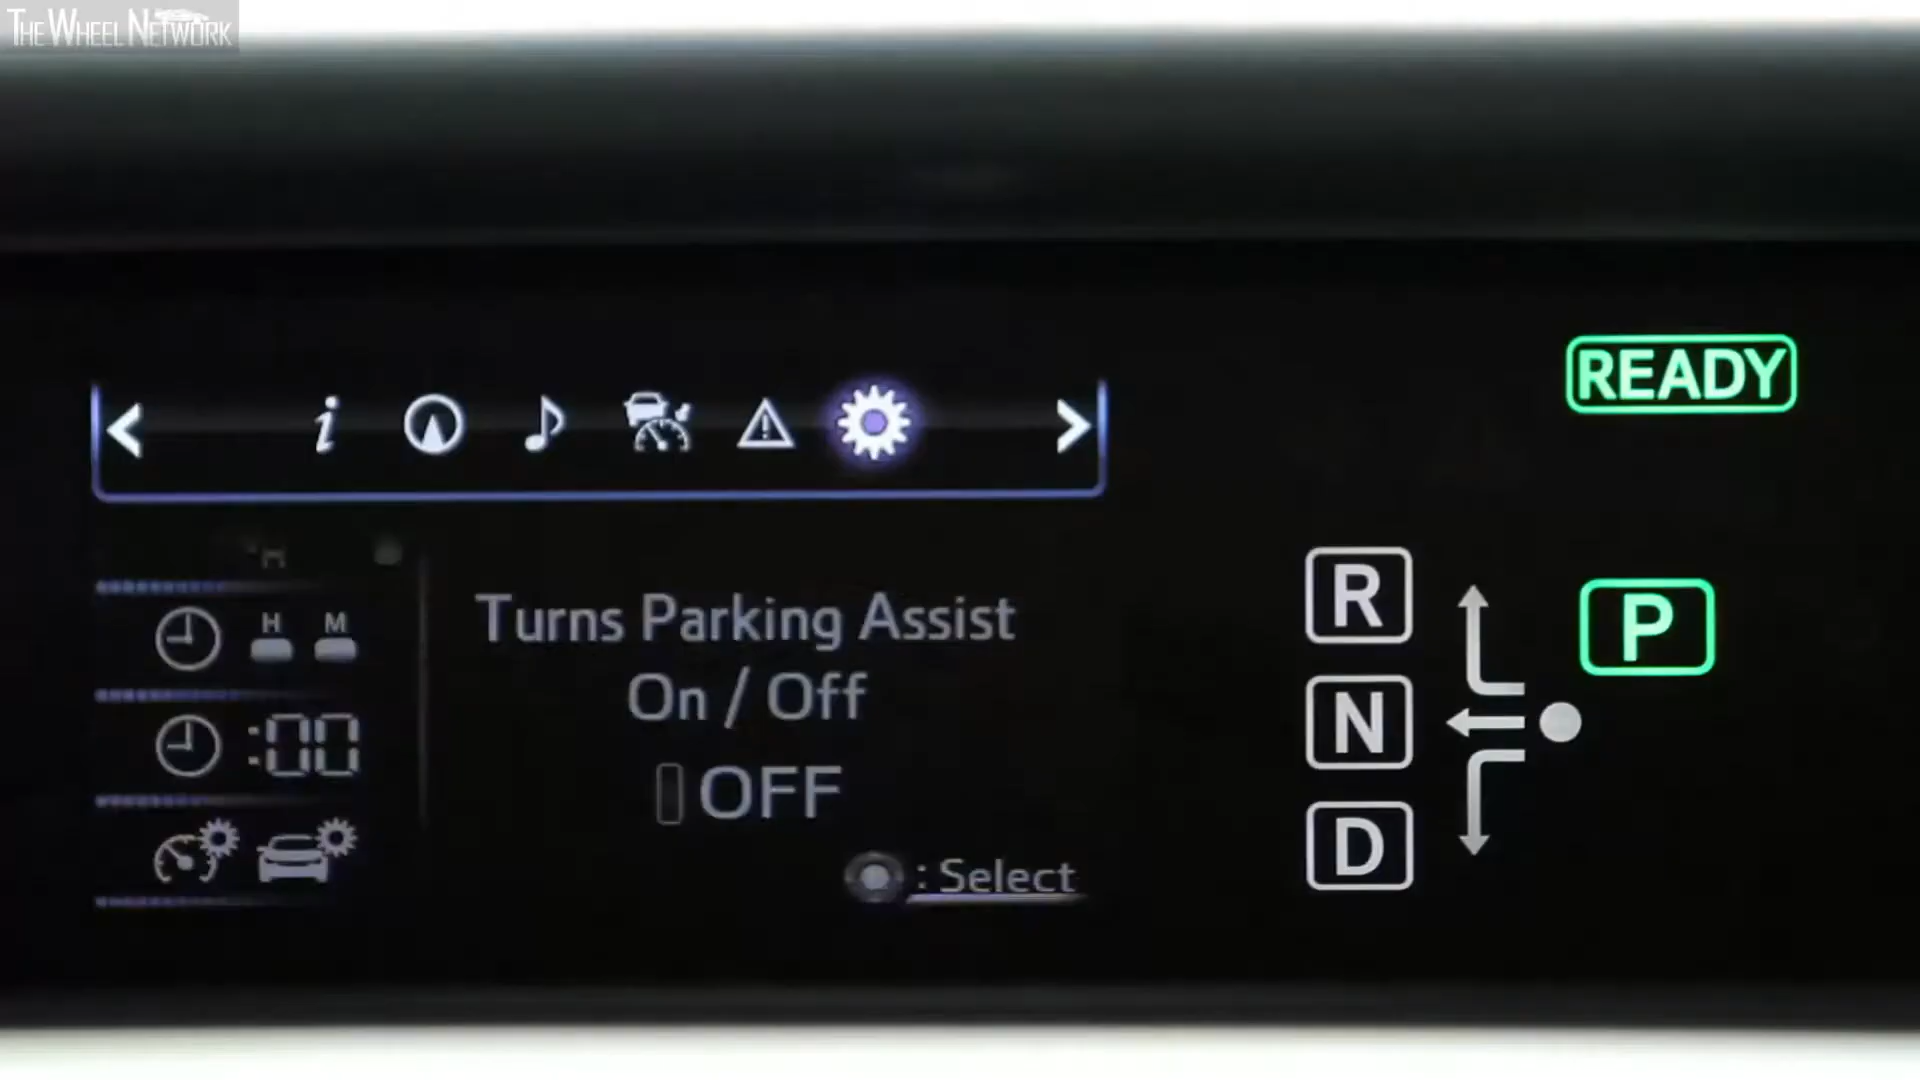 THE WHEEL NETWORK
i
READY
H M
:00
Turns Parking Assist
On / Off
OFF
: Select
R
N
D
P